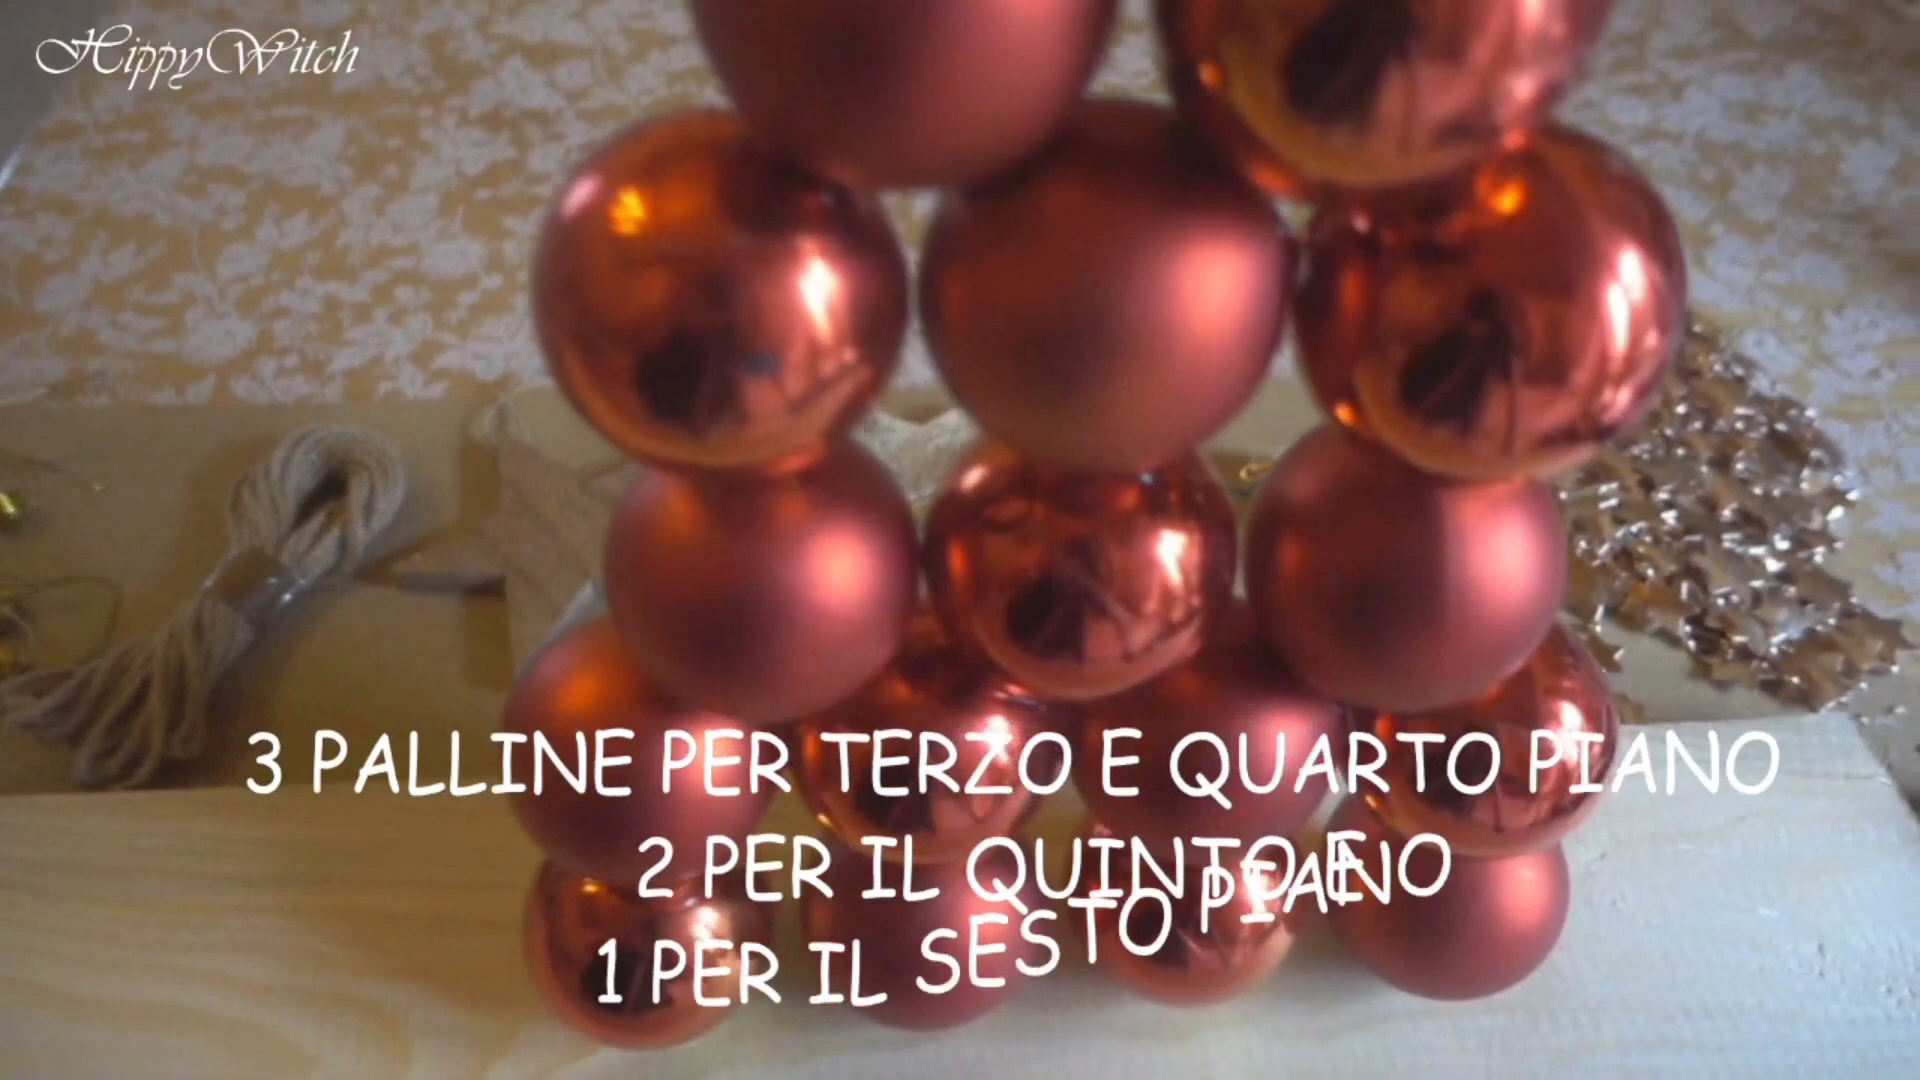 HippyWitch
3 PALLINE PER TERZO E QUARTO PIANO
2 PER IL QUINTO E
1 PER IL SESTO PIANO